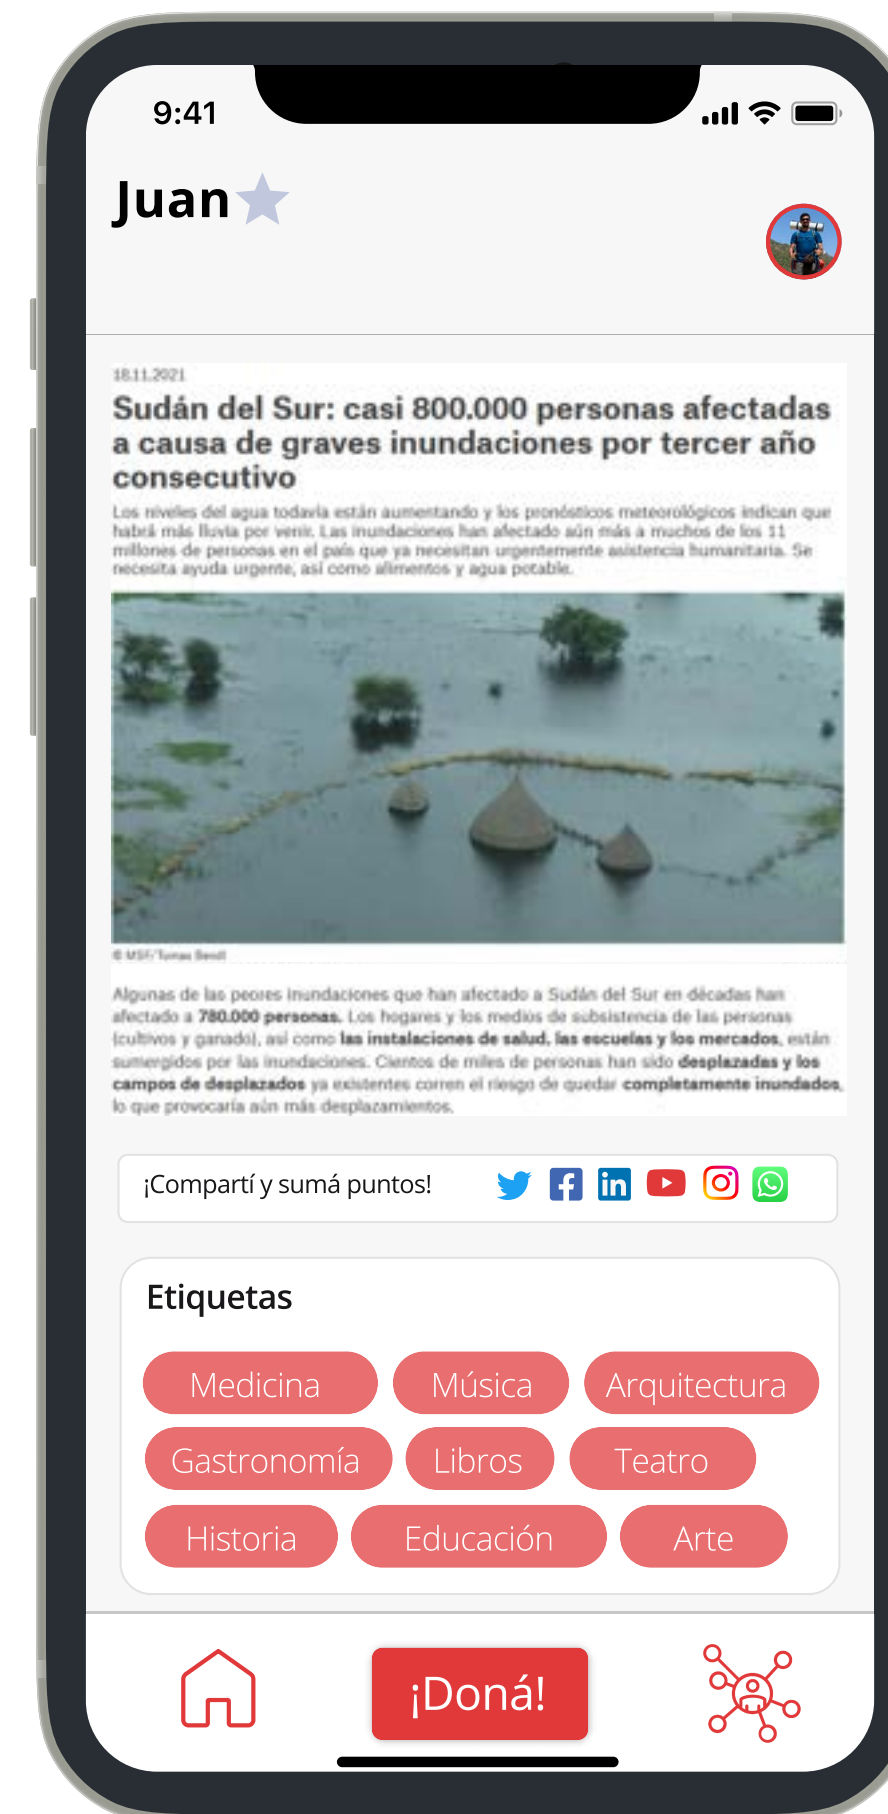 9:41
Juan
18.11.2021
Sudán del Sur: casi 800.000 personas afectadas
a causa de graves inundaciones por tercer año
consecutivo
Los niveles del agua todavía están aumentando y los pronósticos meteorológicos indican que
habrá más lluvia por venir. Las inundaciones han afectado aún más a muchos de los 11
millones de personas en el país que ya necesitan urgentemente asistencia humanitaria. Se
necesita ayuda urgente, así como alimentos y agua potable.
© MSF/Tomas Bendl
Algunas de las peores inundaciones que han afectado a Sudán del Sur en décadas han
afectado a 780.000 personas. Los hogares y los medios de subsistencia de las personas
(cultivos y ganado), así como las instalaciones de salud, las escuelas y los mercados, están
sumergidos por las inundaciones. Cientos de miles de personas han sido desplazadas y los
campos de desplazados ya existentes corren el riesgo de quedar completamente inundados,
lo que provocaría aún más desplazamientos.
¡Compartí y sumá puntos!
Etiquetas
Medicina Música Arquitectura
Gastronomía Libros Teatro
Historia Educación Arte
¡Doná!